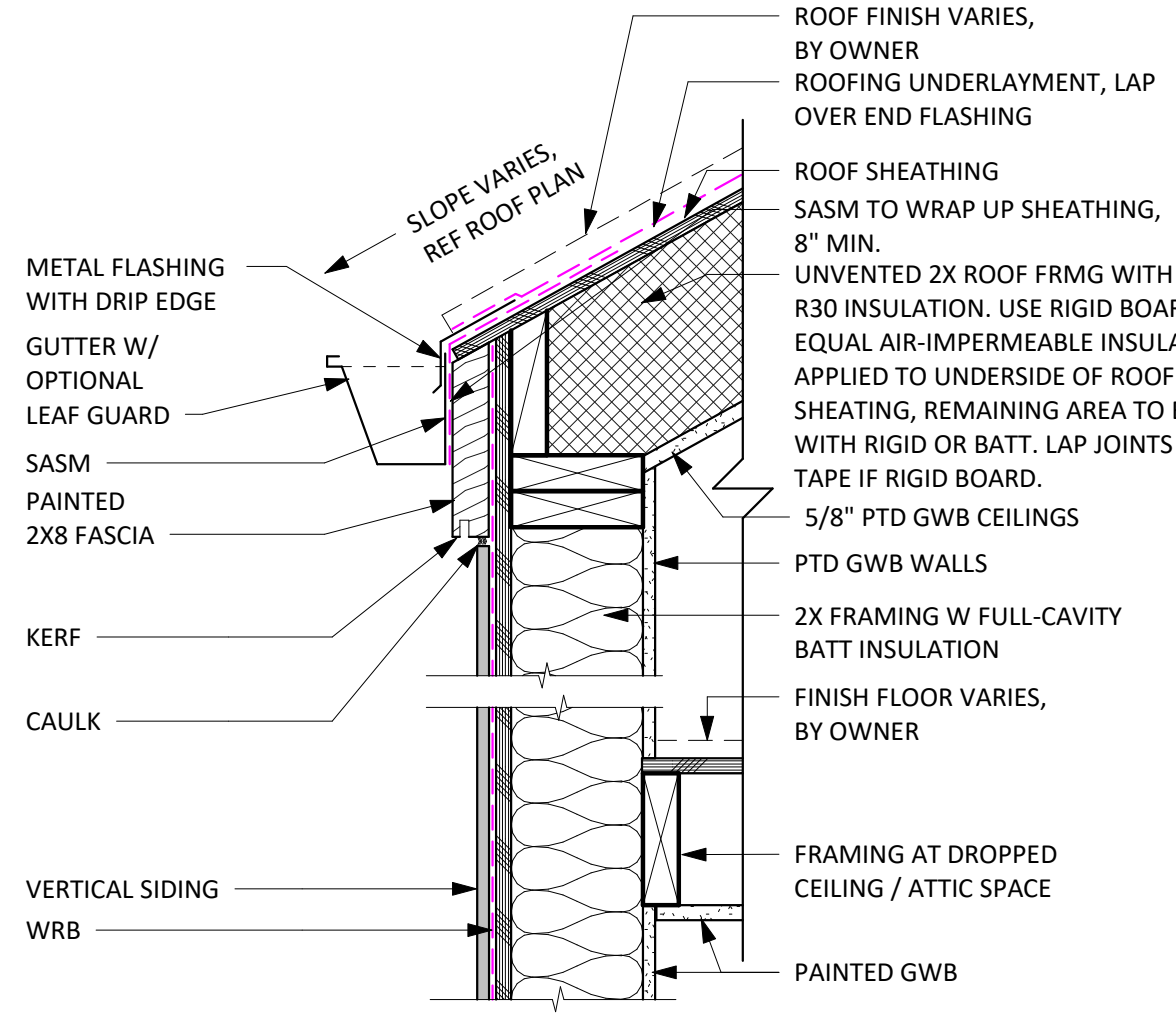 ROOF FINISH VARIES,
BY OWNER
ROOFING UNDERLAYMENT, LAP
OVER END FLASHING
SLOPE VARIES,
REF ROOF PLAN
ROOF SHEATHING
SASM TO WRAP UP SHEATHING,
8" MIN.
UNVENTED 2X ROOF FRMG WITH
R30 INSULATION. USE RIGID BOAR
EQUAL AIR-IMPERMEABLE INSULA
APPLIED TO UNDERSIDE OF ROOF
SHEATING, REMAINING AREA TO
WITH RIGID OR BATT. LAP JOINTS
TAPE IF RIGID BOARD.
5/8" PTD GWB CEILINGS
PTD GWB WALLS
2X FRAMING W FULL-CAVITY
BATT INSULATION
FINISH FLOOR VARIES,
BY OWNER
FRAMING AT DROPPED
CEILING / ATTIC SPACE
PAINTED GWB
METAL FLASHING
WITH DRIP EDGE
GUTTER W/
OPTIONAL
LEAF GUARD
SASM
PAINTED
2X8 FASCIA
KERF
CAULK
VERTICAL SIDING
WRB